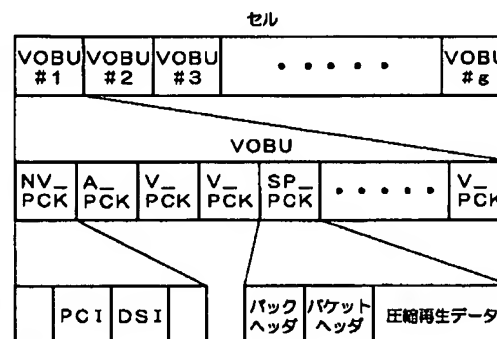 セル
VOBU VOBU VOBU ・・・・・ VOBU
#1 #2 #3 #g
VOBU
NV_ A_ V_ V_ SP_ ・・・・・ V_
PCK PCK PCK PCK PCK PCK
PCI DSI
パック パケット 圧縮再生データ
ヘッダ ヘッダ